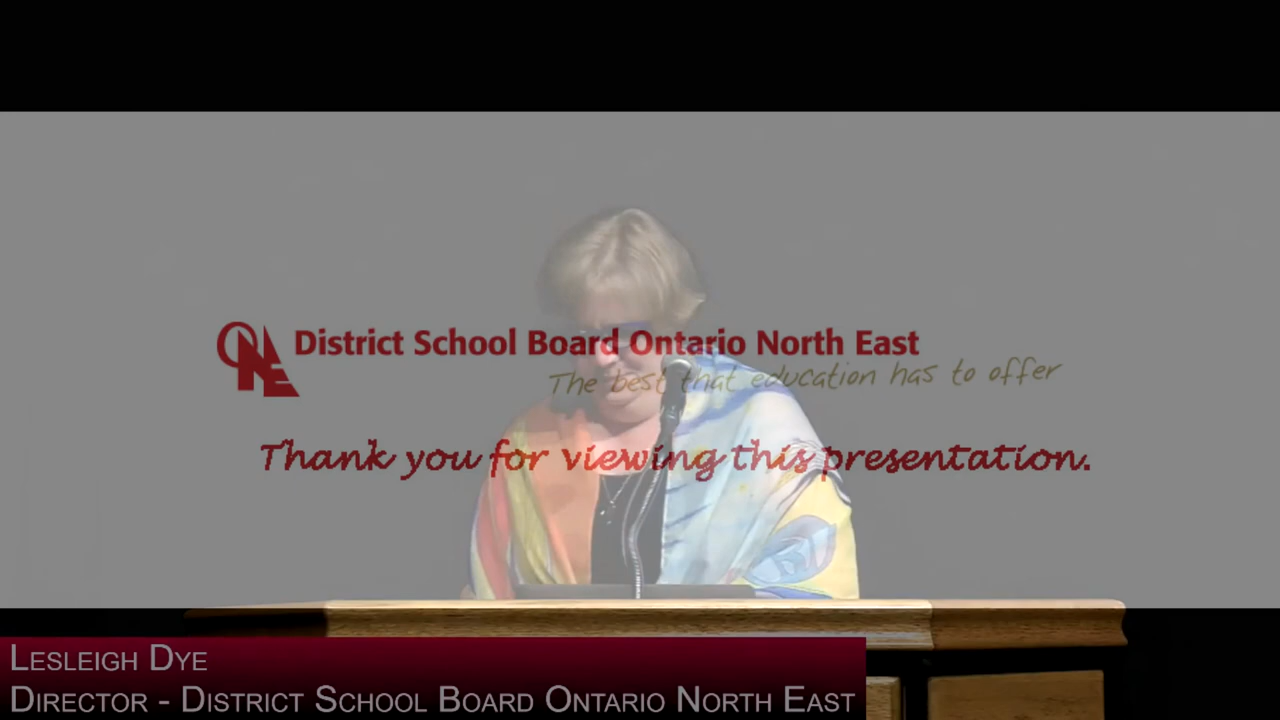 ONE
District School Board Ontario North East
The best that education has to offer
Thank you for viewing this presentation.
LESLEIGH DYE
DIRECTOR - DISTRICT SCHOOL BOARD ONTARIO NORTH EAST